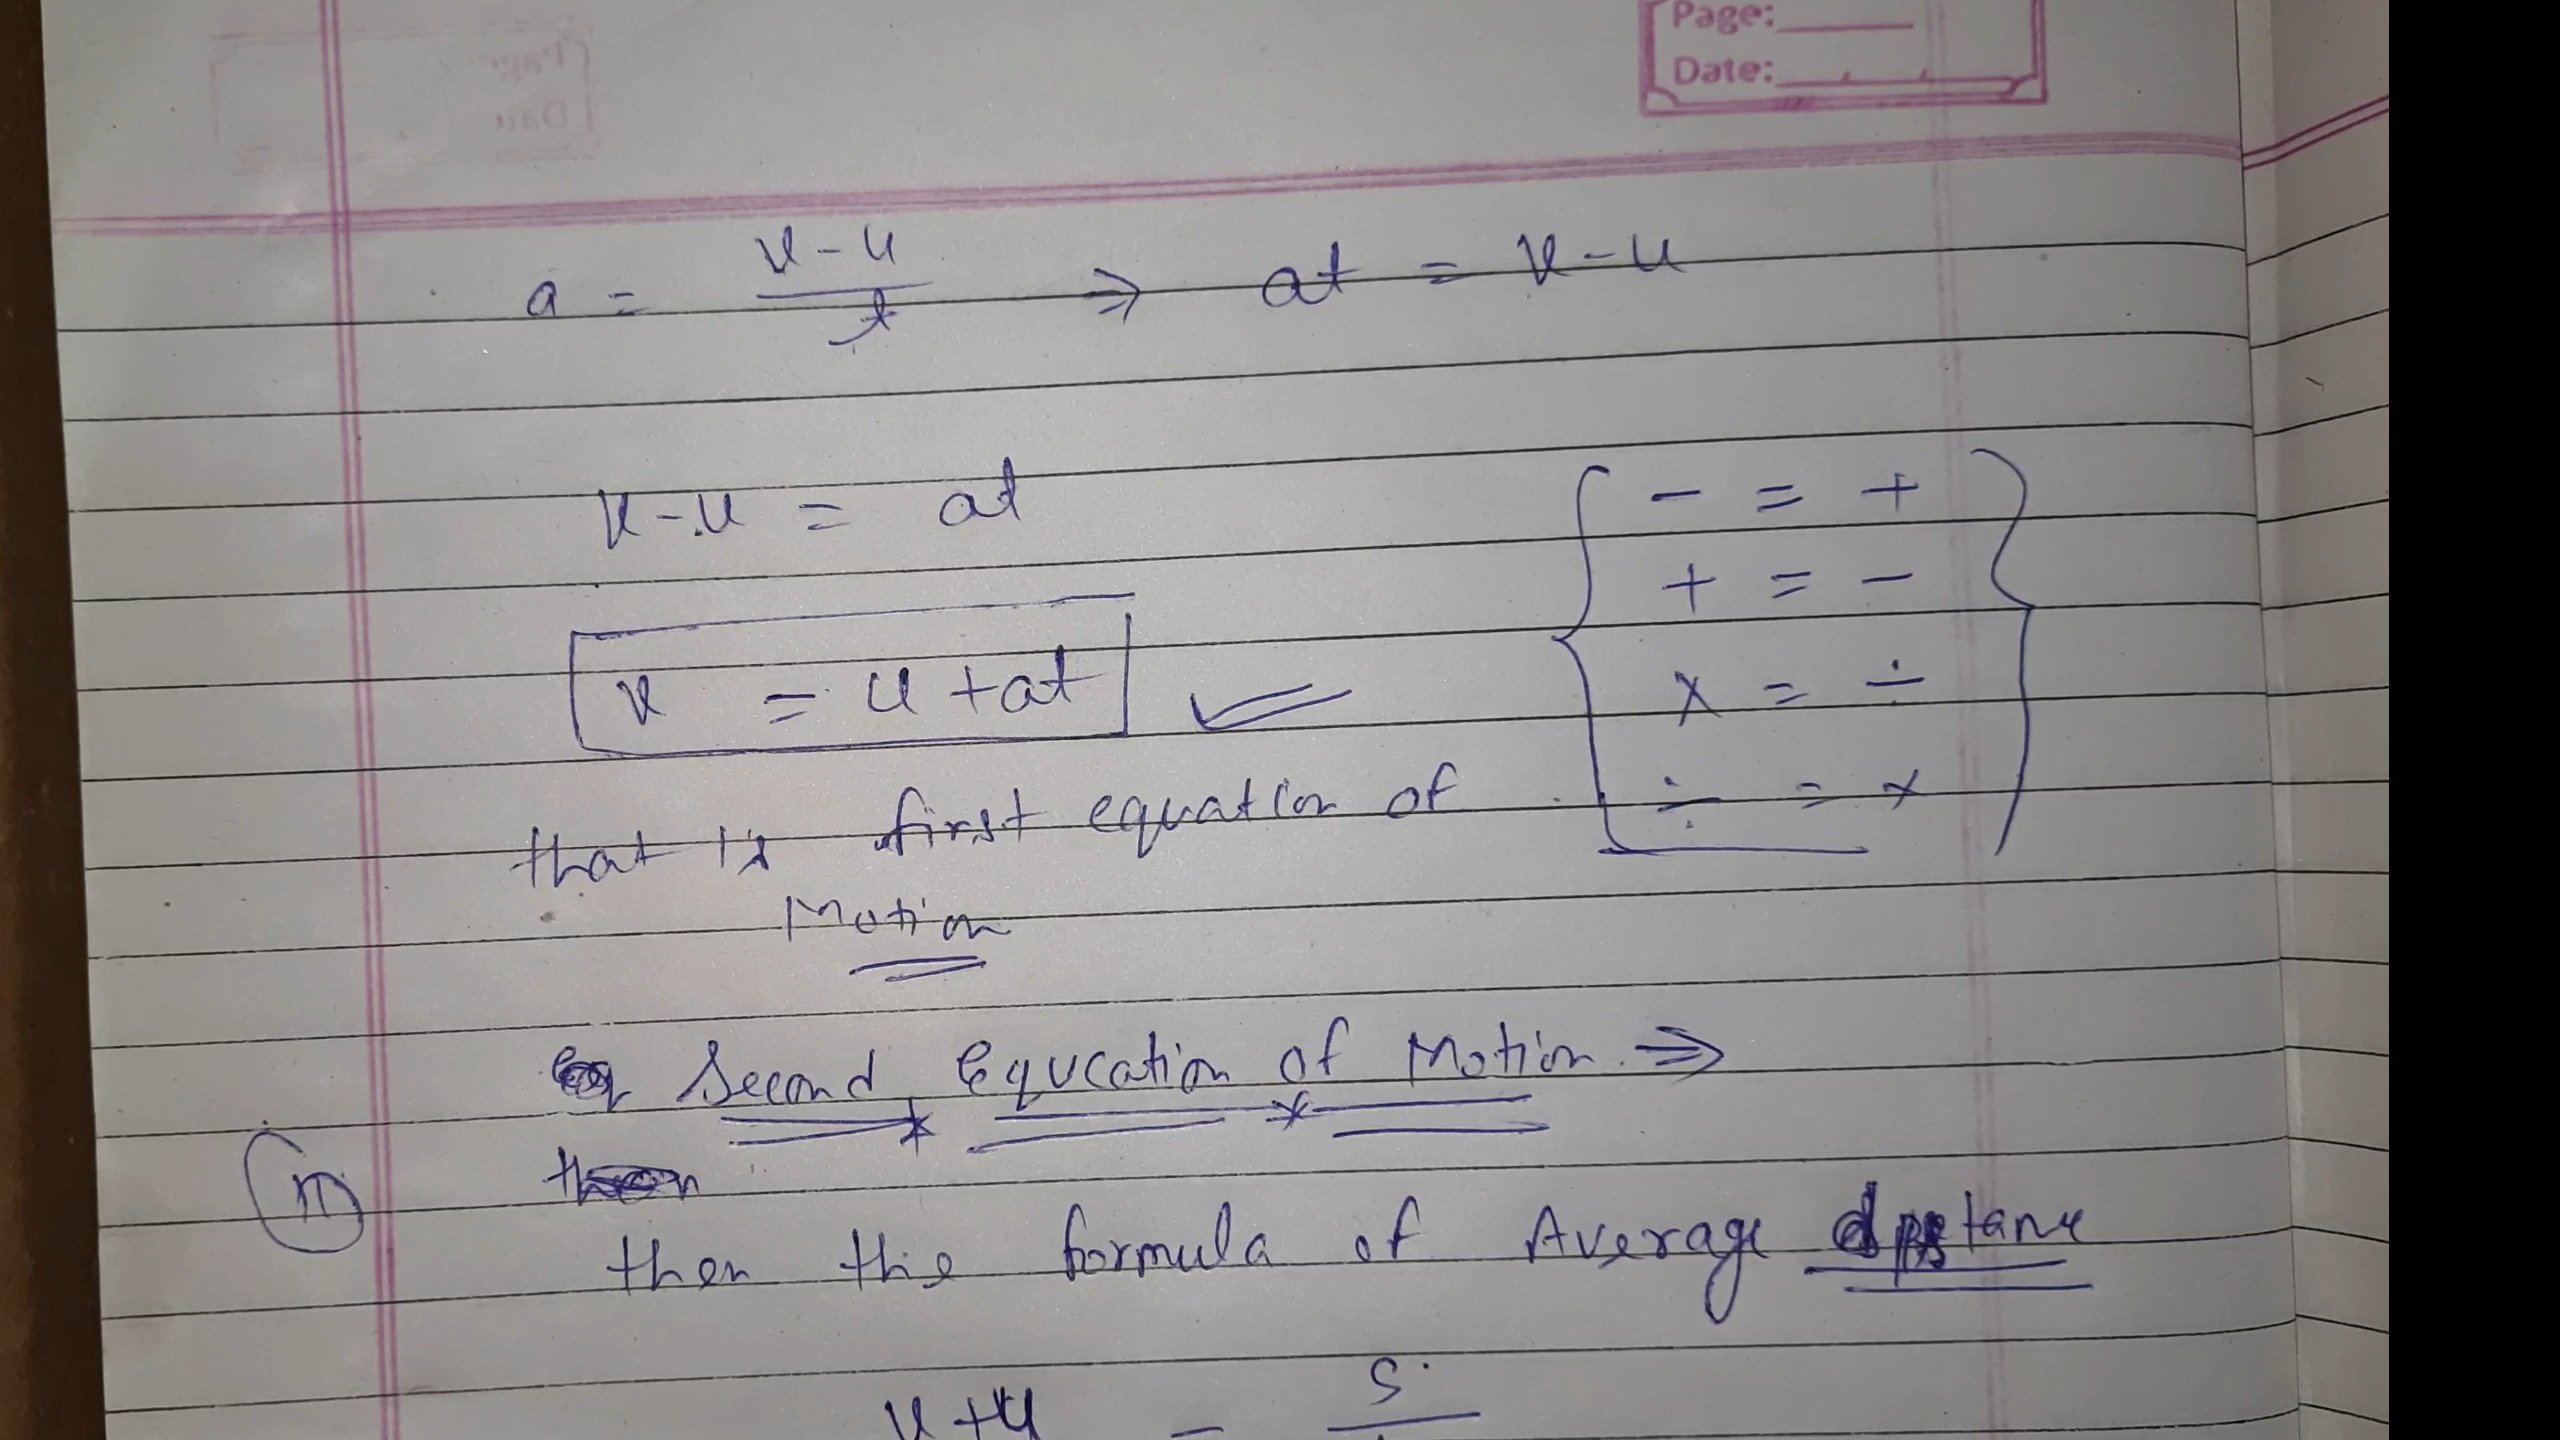 Page:
Date:
a = v-u/t ⇒ at = v-u
v-u = at
- = +
+ = -
v = u+at
x = ÷
÷ = x
that is first equation of
Motion
Second Equcation of Motion ⇒
then the formula of Average
v+u = s